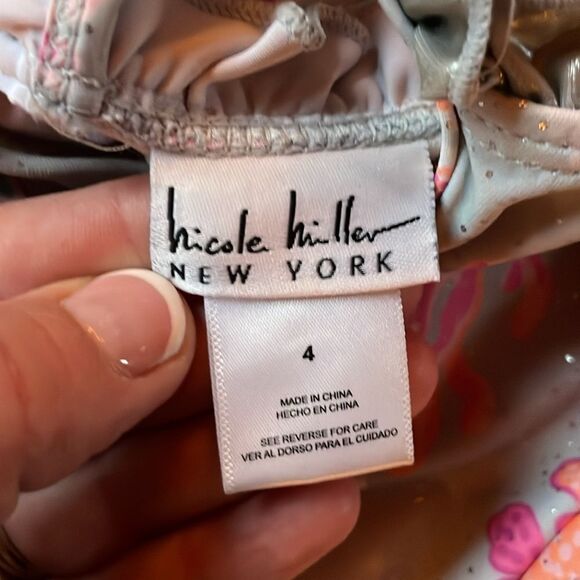 nicole miller
NEW YORK
4
MADE IN CHINA
HECHO EN CHINA
SEE REVERSE FOR CARE
VER AL DORSO PARA EL CUIDADO